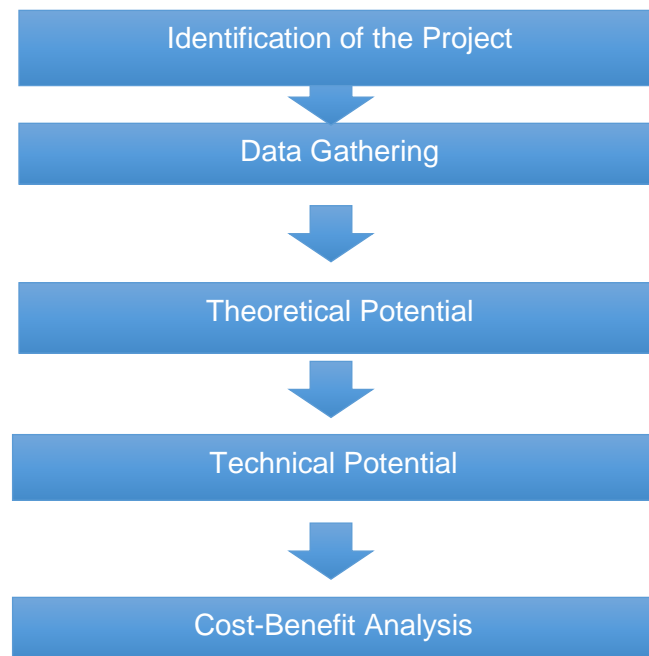 Identification of the Project
Data Gathering
Theoretical Potential
Technical Potential
Cost-Benefit Analysis